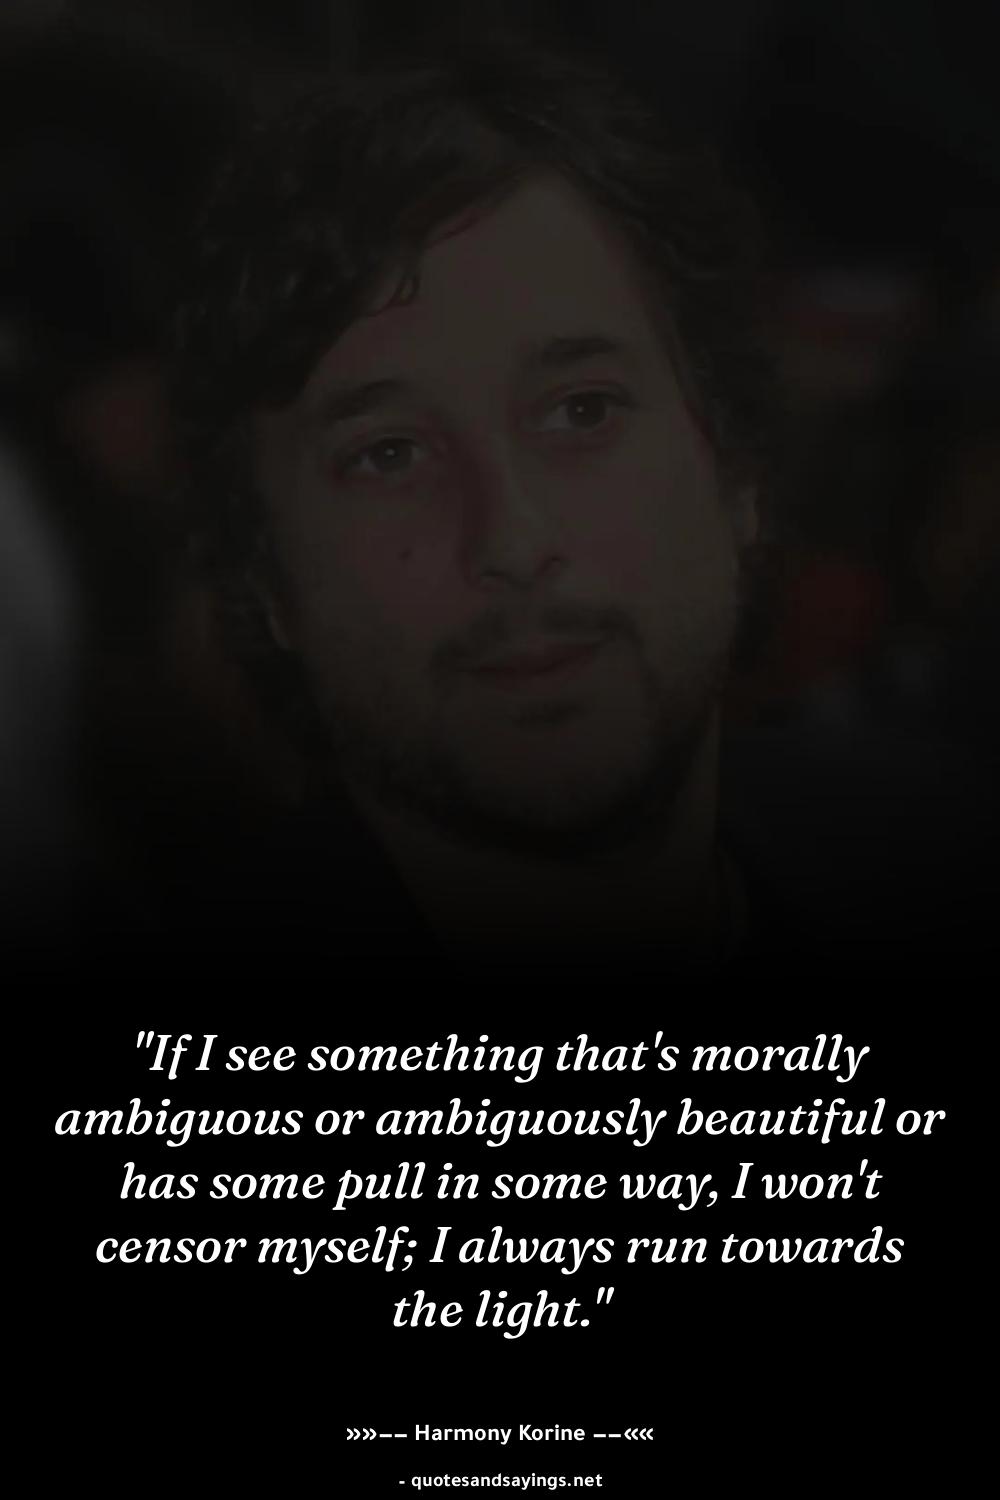 "If I see something that's morally
ambiguous or ambiguously beautiful or
has some pull in some way, I won't
censor myself; I always run towards
the light."
»»–– Harmony Korine ––««
- quotesandsayings.net